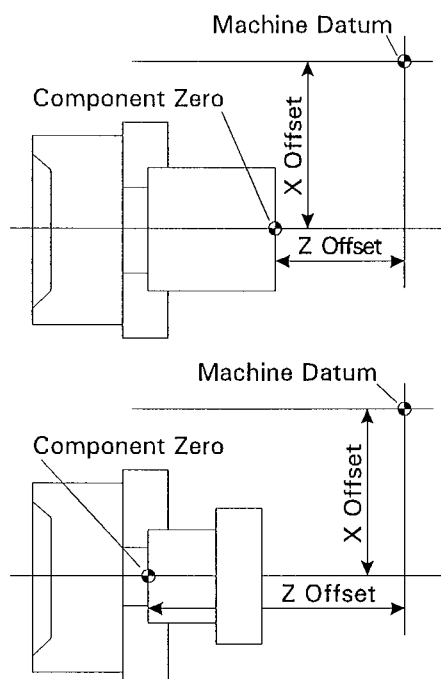 Machine Datum
Component Zero
X Offset
Z Offset
Machine Datum
Component Zero
X Offset
Z Offset